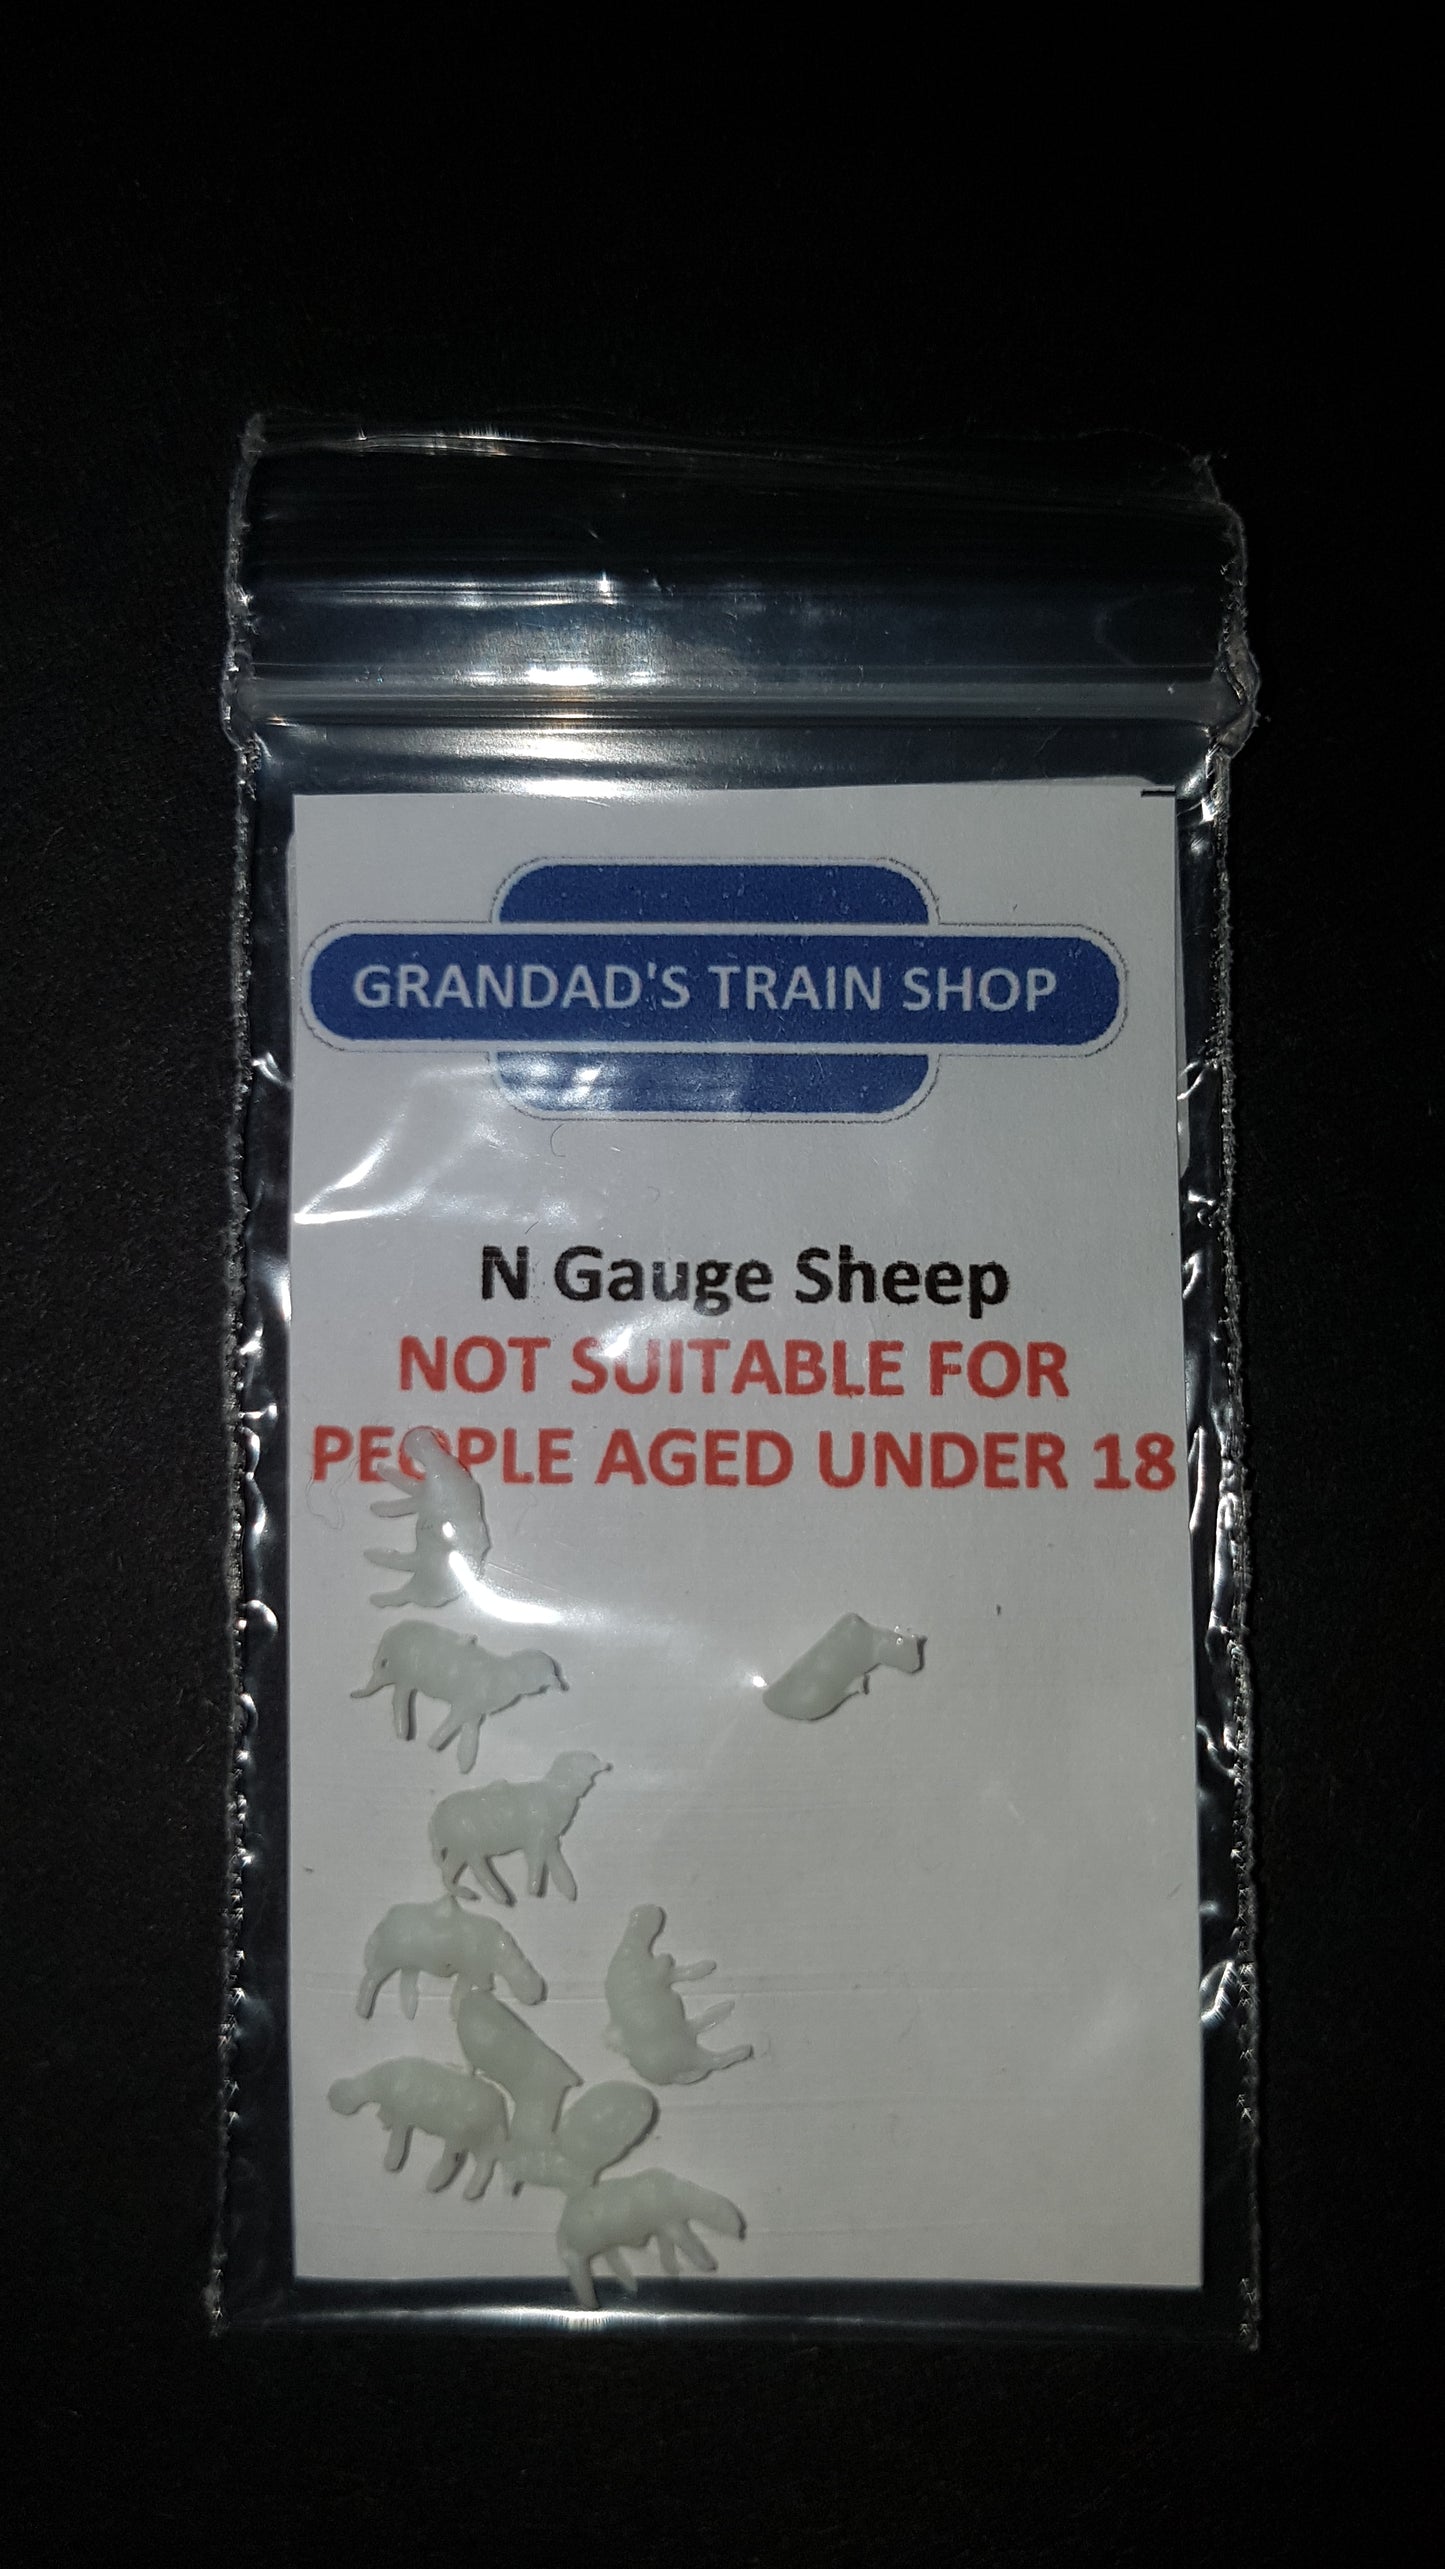 GRANDAD'S TRAIN SHOP
N Gauge Sheep
NOT SUITABLE FOR
PEOPLE AGED UNDER 18